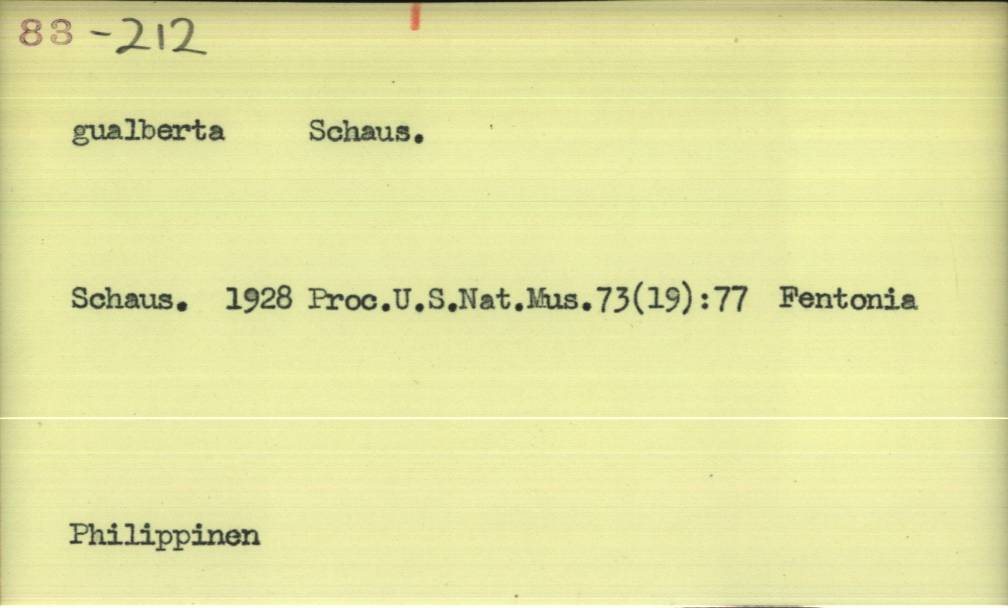 83-212
gualberta Schaus.
Schaus. 1928 Proc.U.S.Nat.Mus.73(19):77 Fentonia
Philippinen